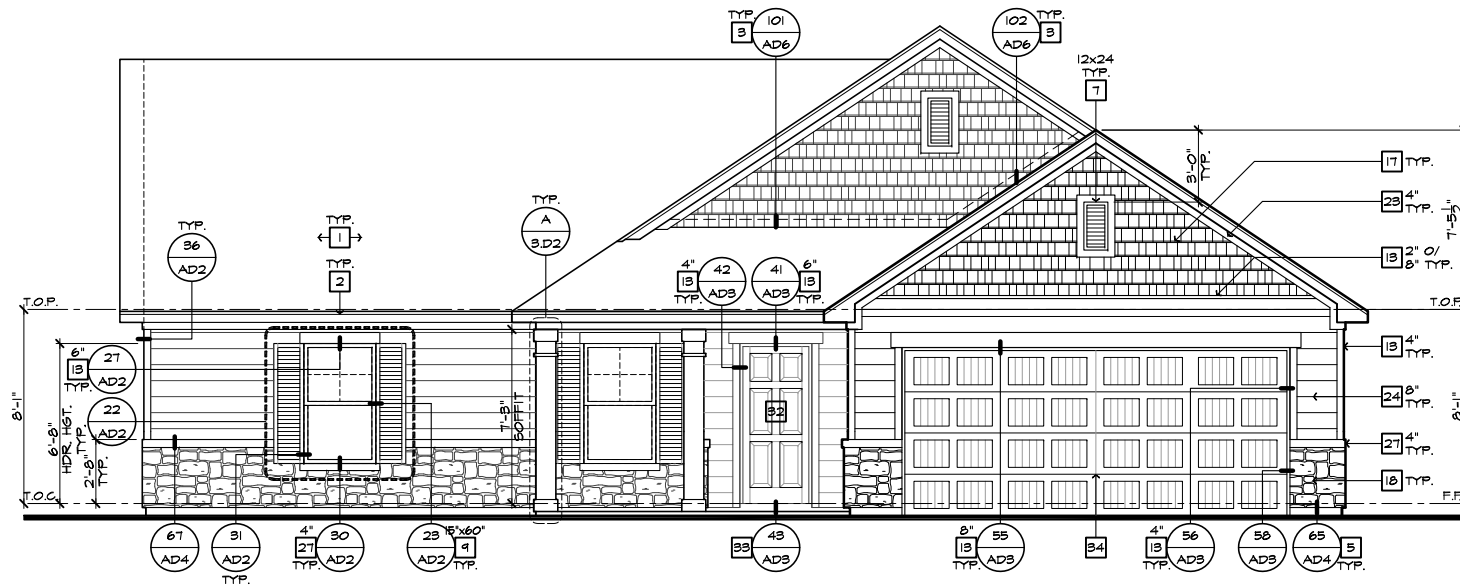 TYP.
3
101
AD6
102
AD6
TYP.
3
12x24
TYP.
7
3'-0"
TYP.
17 TYP.
23 4"
TYP.
7'-5 1/2"
13 2" O/
8" TYP.
TYP.
A
3.D2
TYP.
1
TYP.
2
TYP.
36
AD2
4"
13
TYP.
42
AD3
41
AD3
6"
13
TYP.
T.O.P.
T.O.P.
6"
13
TYP.
27
AD2
22
AD2
8'-1"
6'-8"
HDR. HGT.
TYP.
2'-8"
TYP.
7'-3"
SOFFIT
32
13 4"
TYP.
24 8"
TYP.
8'-1"
27 4"
TYP.
18 TYP.
T.O.C.
F.F.
67
AD4
31
AD2
TYP.
4"
27
TYP.
30
AD2
23
AD2
15"x60"
9
TYP.
33
43
AD3
8"
13
TYP.
55
AD3
34
4"
13
TYP.
56
AD3
58
AD3
65
AD4
5
TYP.